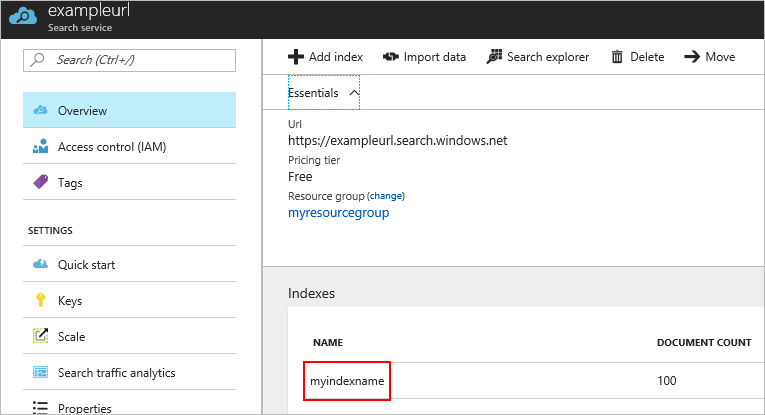 exampleurl
Search service
Search (Ctrl+/)
Overview
Access control (IAM)
Tags
SETTINGS
Quick start
Keys
Scale
Search traffic analytics
Properties
Add index Import data Search explorer Delete Move
Essentials
Url
https://exampleurl.search.windows.net
Pricing tier
Free
Resource group (change)
myresourcegroup
Indexes
NAME DOCUMENT COUNT
myindexname 100